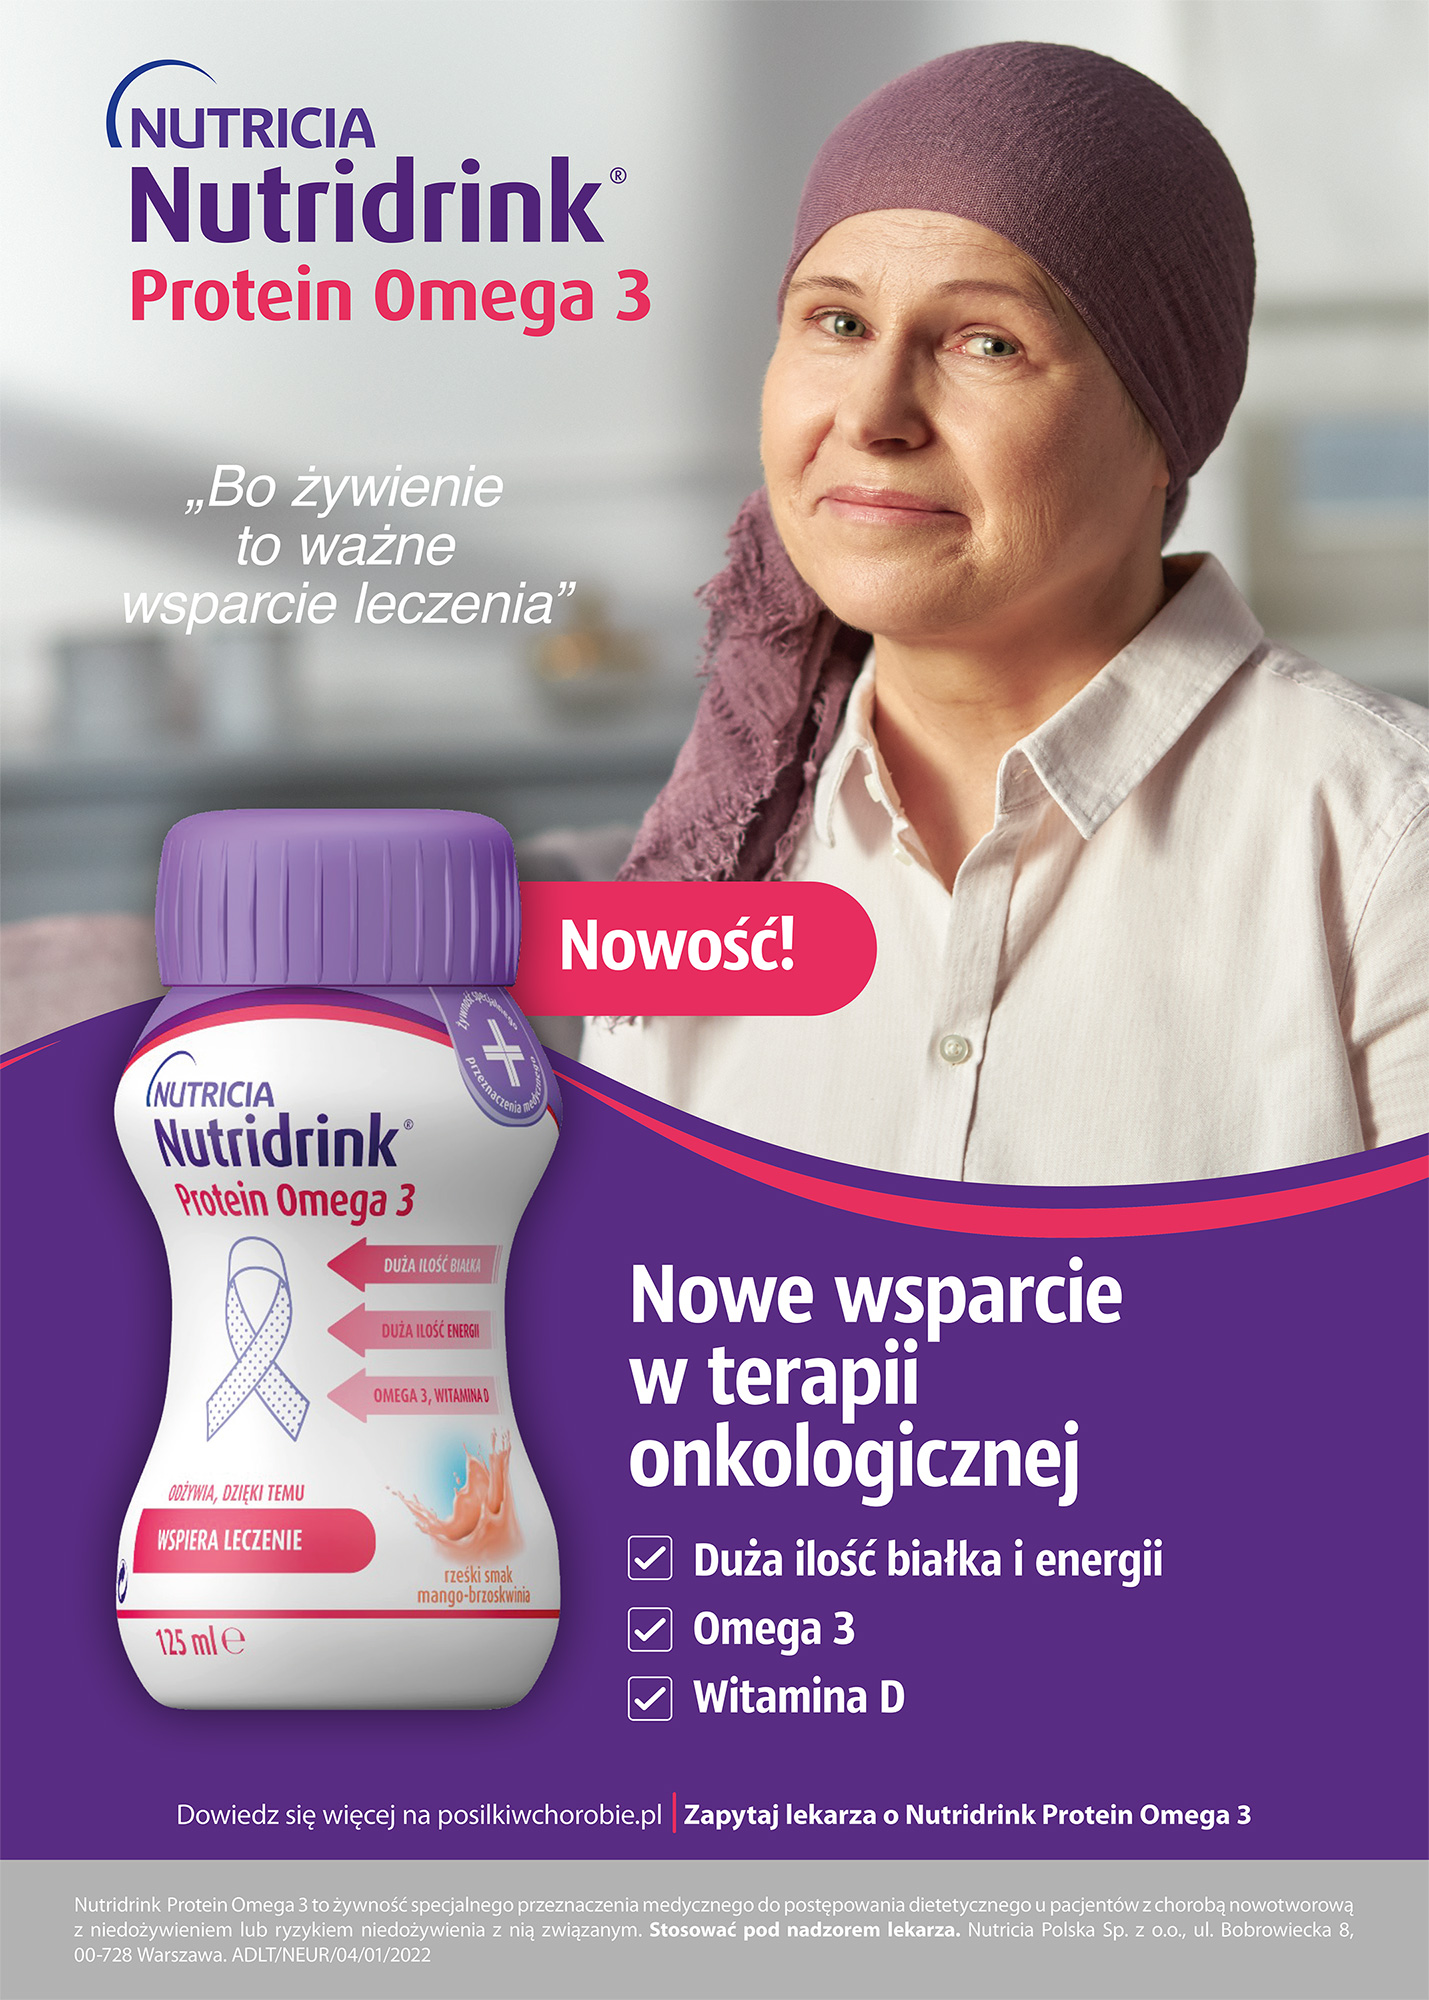 NUTRICIA
Nutridrink®
Protein Omega 3
„Bo żywienie
to ważne
wsparcie leczenia”
Nowość!
żywność specjalnego
przeznaczenia medycznego
NUTRICIA
Nutridrink®
Protein Omega 3
DUŻA ILOŚĆ BIAŁKA
DUŻA ILOŚĆ ENERGII
OMEGA 3, WITAMINA D
ODŻYWIA, DZIĘKI TEMU
WSPIERA LECZENIE
rześki smak
mango-brzoskwinia
125 ml ℮
Nowe wsparcie
w terapii
onkologicznej
Duża ilość białka i energii
Omega 3
Witamina D
Dowiedz się więcej na posilkiwchorobie.pl | Zapytaj lekarza o Nutridrink Protein Omega 3
Nutridrink Protein Omega 3 to żywność specjalnego przeznaczenia medycznego do postępowania dietetycznego u pacjentów z chorobą nowotworową
z niedożywieniem lub ryzykiem niedożywienia z nią związanym. Stosować pod nadzorem lekarza. Nutricia Polska Sp. z o.o., ul. Bobrowiecka 8,
00-728 Warszawa. ADLT/NEUR/04/01/2022